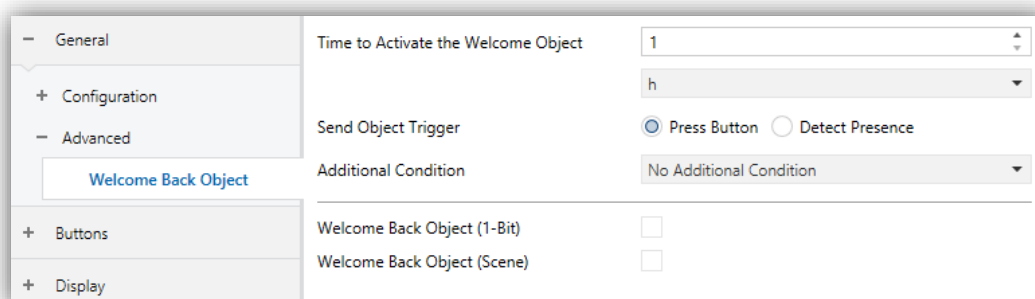 − General
+ Configuration
− Advanced
Welcome Back Object
+ Buttons
+ Display
Time to Activate the Welcome Object 1
h
Send Object Trigger Press Button Detect Presence
Additional Condition No Additional Condition
Welcome Back Object (1-Bit)
Welcome Back Object (Scene)